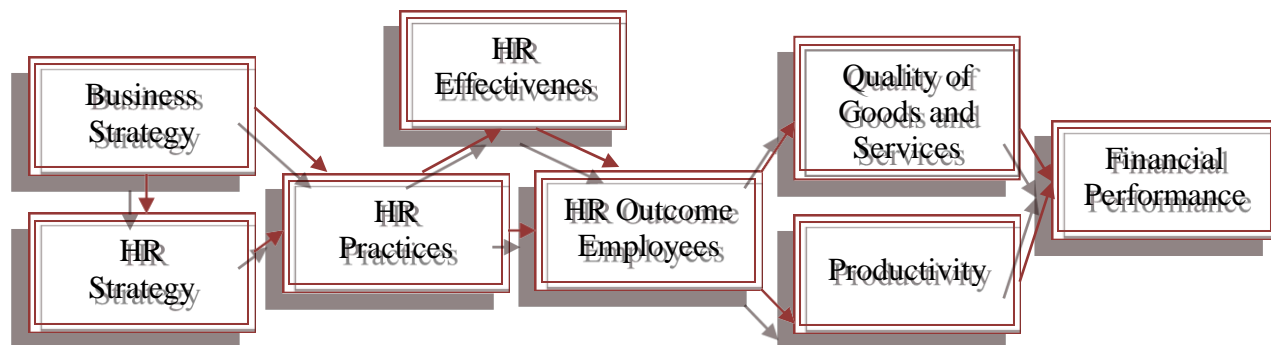 Business
Strategy
HR
Strategy
HR
Practices
HR
Effectivenes
HR Outcome
Employees
Quality of
Goods and
Services
Productivity
Financial
Performance